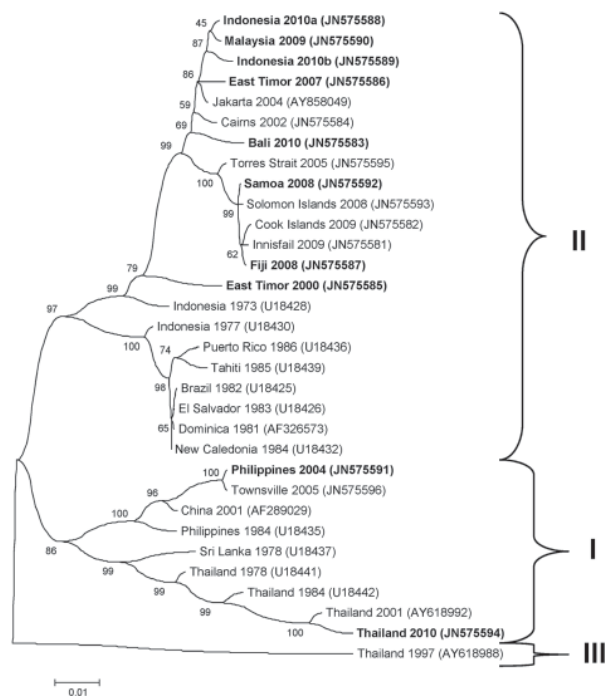 45
Indonesia 2010a (JN575588)
87
Malaysia 2009 (JN575590)
Indonesia 2010b (JN575589)
86
East Timor 2007 (JN575586)
Jakarta 2004 (AY858049)
59
Cairns 2002 (JN575584)
69
Bali 2010 (JN575583)
99
Torres Strait 2005 (JN575595)
100
Samoa 2008 (JN575592)
Solomon Islands 2008 (JN575593)
99
Cook Islands 2009 (JN575582)
II
Innisfail 2009 (JN575581)
62
Fiji 2008 (JN575587)
79
East Timor 2000 (JN575585)
99
Indonesia 1973 (U18428)
97
Indonesia 1977 (U18430)
100
74
Puerto Rico 1986 (U18436)
Tahiti 1985 (U18439)
98
Brazil 1982 (U18425)
El Salvador 1983 (U18426)
65
Dominica 1981 (AF326573)
New Caledonia 1984 (U18432)
100
Philippines 2004 (JN575591)
98
Townsville 2005 (JN575596)
100
China 2001 (AF289029)
Philippines 1984 (U18435)
86
Sri Lanka 1978 (U18437)
I
99
Thailand 1978 (U18441)
99
Thailand 1984 (U18442)
99
Thailand 2001 (AY618992)
100
Thailand 2010 (JN575594)
Thailand 1997 (AY618988)
III
0.01